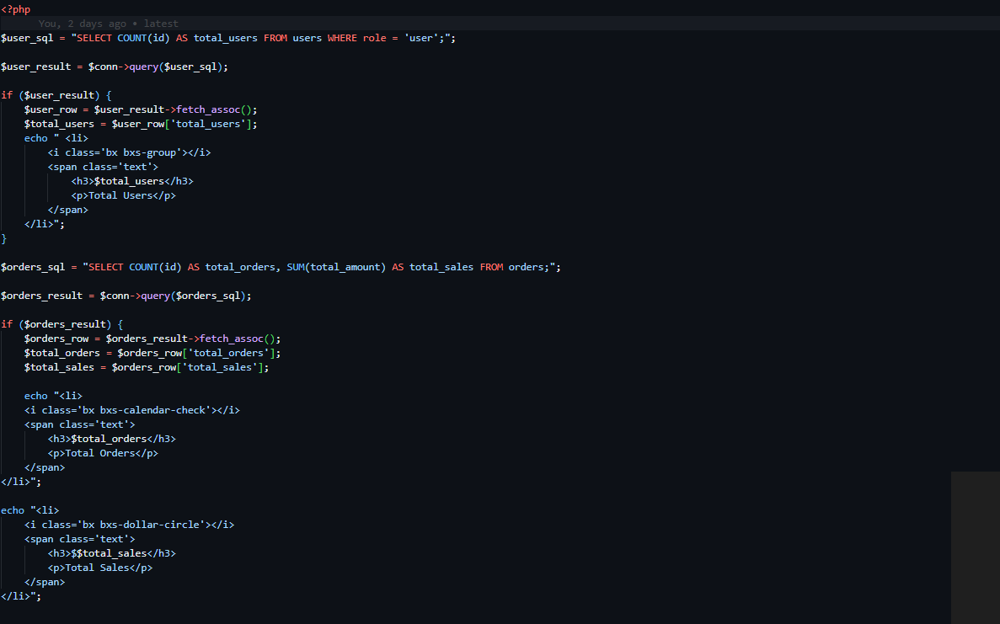 <?php
You, 2 days ago • latest
$user_sql = "SELECT COUNT(id) AS total_users FROM users WHERE role = 'user';";
$user_result = $conn->query($user_sql);
if ($user_result) {
    $user_row = $user_result->fetch_assoc();
    $total_users = $user_row['total_users'];
    echo " <li>
        <i class='bx bxs-group'></i>
        <span class='text'>
            <h3>$total_users</h3>
            <p>Total Users</p>
        </span>
    </li>";
}
$orders_sql = "SELECT COUNT(id) AS total_orders, SUM(total_amount) AS total_sales FROM orders;";
$orders_result = $conn->query($orders_sql);
if ($orders_result) {
    $orders_row = $orders_result->fetch_assoc();
    $total_orders = $orders_row['total_orders'];
    $total_sales = $orders_row['total_sales'];
    echo "<li>
    <i class='bx bxs-calendar-check'></i>
    <span class='text'>
        <h3>$total_orders</h3>
        <p>Total Orders</p>
    </span>
</li>";
echo "<li>
    <i class='bx bxs-dollar-circle'></i>
    <span class='text'>
        <h3>$$total_sales</h3>
        <p>Total Sales</p>
    </span>
</li>";